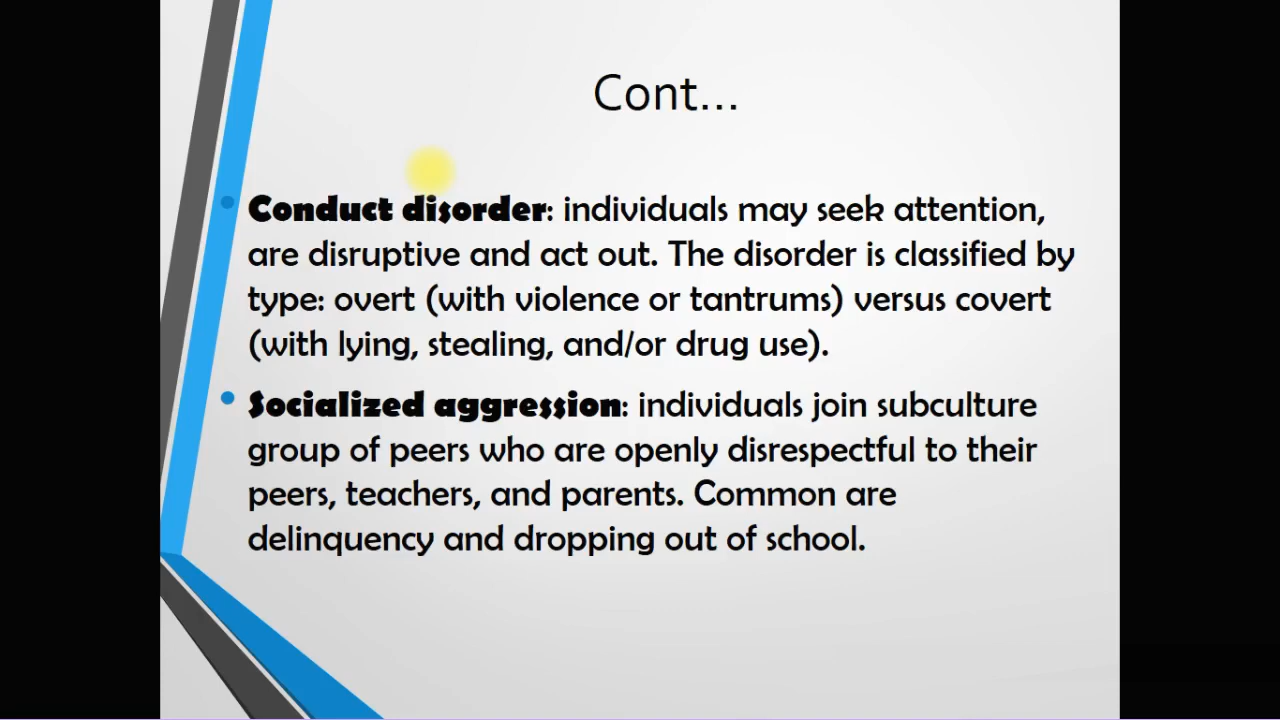 Cont...
• Conduct disorder: individuals may seek attention,
are disruptive and act out. The disorder is classified by
type: overt (with violence or tantrums) versus covert
(with lying, stealing, and/or drug use).
• Socialized aggression: individuals join subculture
group of peers who are openly disrespectful to their
peers, teachers, and parents. Common are
delinquency and dropping out of school.